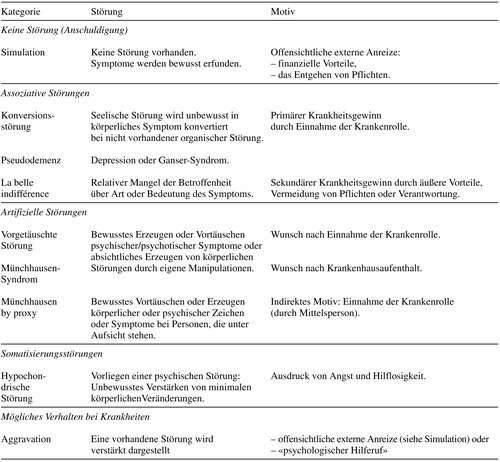 Kategorie Störung Motiv
Keine Störung (Anschuldigung)
Simulation Keine Störung vorhanden. Offensichtliche externe Anreize:
Symptome werden bewusst erfunden. – finanzielle Vorteile,
– das Entgehen von Pflichten.
Assoziative Störungen
Konversions- Seelische Störung wird unbewusst in Primärer Krankheitsgewinn
störung körperliches Symptom konvertiert durch Einnahme der Krankenrolle.
bei nicht vorhandener organischer Störung.
Pseudodemenz Depression oder Ganser-Syndrom.
La belle Relativer Mangel der Betroffenheit Sekundärer Krankheitsgewinn durch äußere Vorteile,
indifférence über Art oder Bedeutung des Symptoms. Vermeidung von Pflichten oder Verantwortung.
Artifizielle Störungen
Vorgetäuschte Bewusstes Erzeugen oder Vortäuschen Wunsch nach Einnahme der Krankenrolle.
Störung psychischer/psychotischer Symptome oder
absichtliches Erzeugen von körperlichen
Münchhausen- Störungen durch eigene Manipulationen. Wunsch nach Krankenhausaufenthalt.
Syndrom
Münchhausen Bewusstes Vortäuschen oder Erzeugen Indirektes Motiv: Einnahme der Krankenrolle
by proxy körperlicher oder psychischer Zeichen (durch Mittelsperson).
oder Symptome bei Personen, die unter
Aufsicht stehen.
Somatisierungsstörungen
Hypochon- Vorliegen einer psychischen Störung: Ausdruck von Angst und Hilflosigkeit.
drische Unbewusstes Verstärken von minimalen
Störung körperlichenVeränderungen.
Mögliches Verhalten bei Krankheiten
Aggravation Eine vorhandene Störung wird – offensichtliche externe Anreize (siehe Simulation) oder
verstärkt dargestellt – «psychologischer Hilferuf»